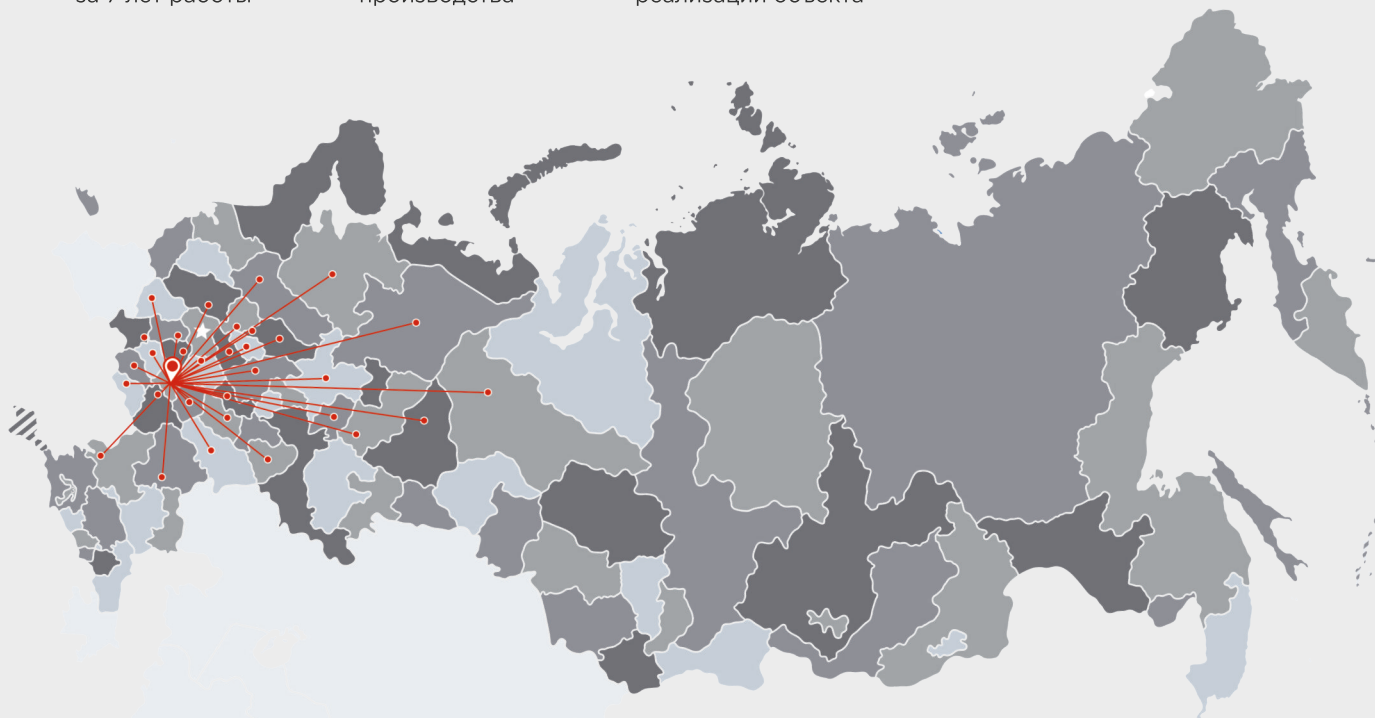 за 7 лет работы
производства
реализации объекта